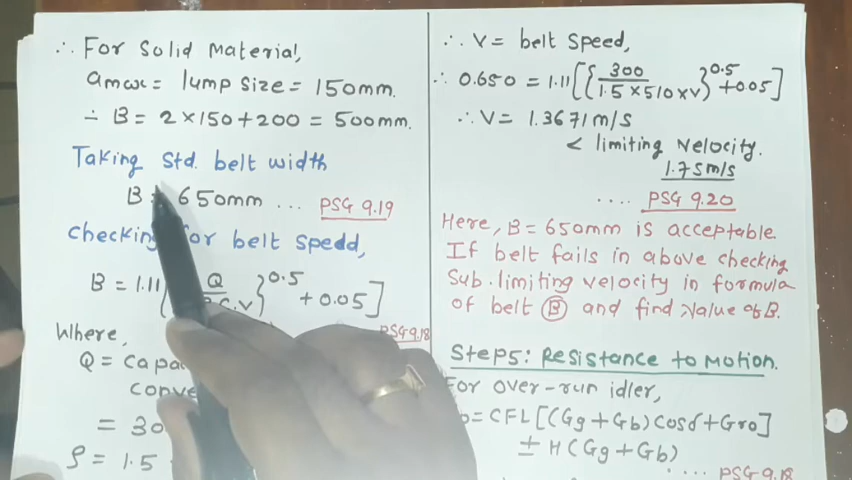 ∴ For Solid Material,
amax = lump size = 150mm.
∴ B = 2 × 150 + 200 = 500mm.
Taking Std. belt width
B = 650mm ... PSG 9.19
checking for belt spedd,
B = 1.11 [ { Q / }^0.5 + 0.05 ]
Where, PSG 9.18
Q =
= 30
ρ = 1.5
∴ V = belt speed,
∴ 0.650 = 1.11 [ { 300 / 1.5 × 510 × V }^0.5 + 0.05 ]
∴ V = 1.3671 m/s
< limiting velocity.
1.75 m/s
.... PSG 9.20
Here, B = 650mm is acceptable.
If belt fails in above checking
Sub. limiting velocity in formula
of belt B and find value of B.
Step5: Resistance to Motion.
For over-run idler,
= CFL [(Gg + Gb) Cosδ + Gro]
± H (Gg + Gb)
.... PSG 9.18